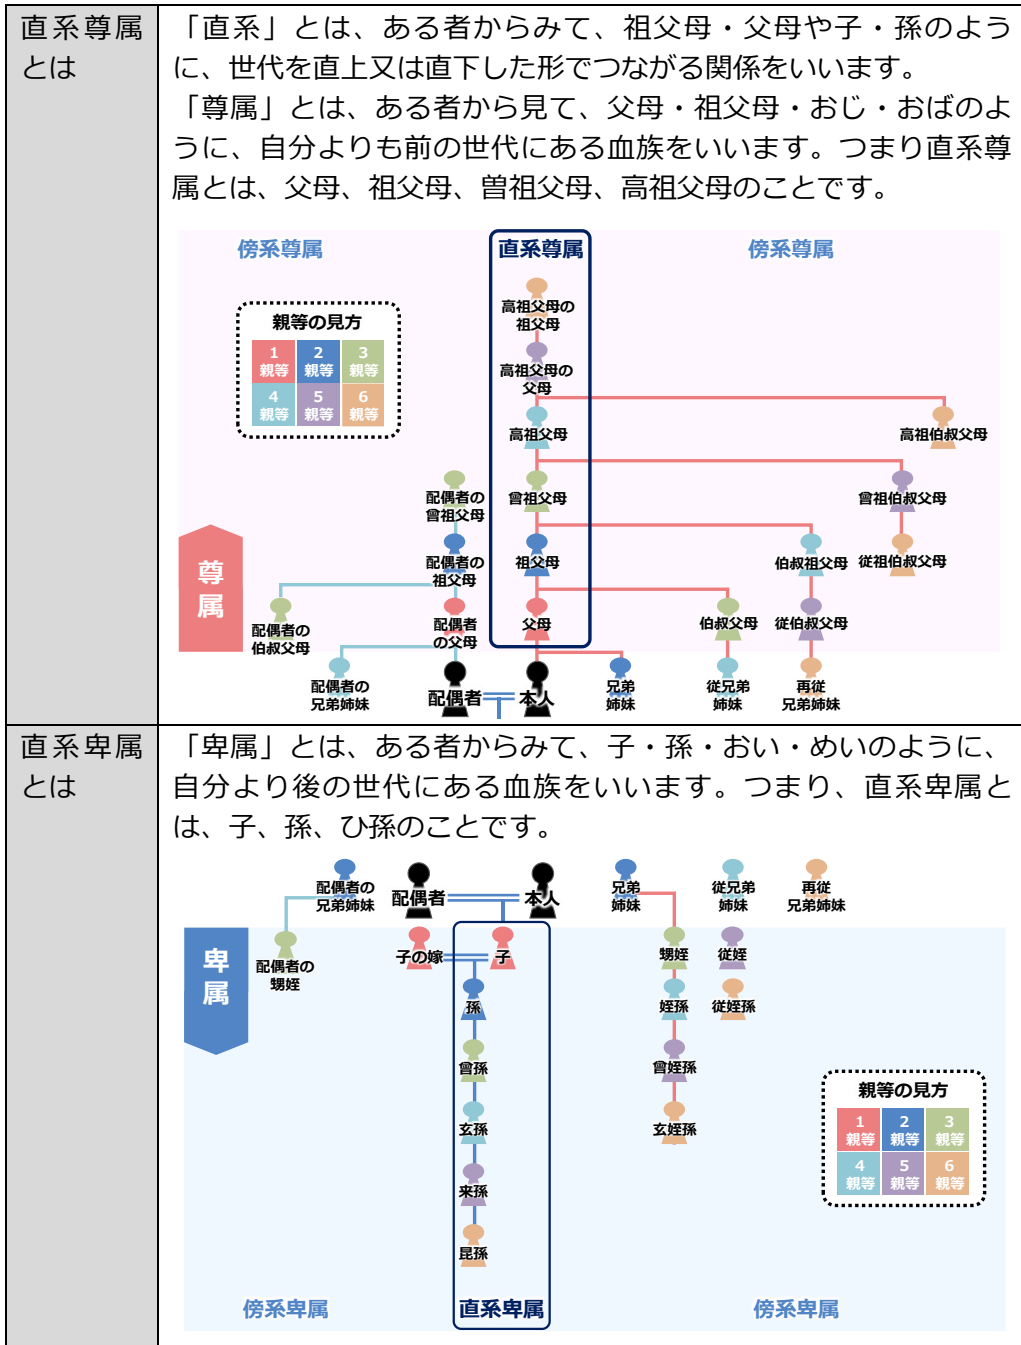 直系尊属
とは
「直系」とは、ある者からみて、祖父母・父母や子・孫のよう
に、世代を直上又は直下した形でつながる関係をいいます。
「尊属」とは、ある者から見て、父母・祖父母・おじ・おばのよ
うに、自分よりも前の世代にある血族をいいます。つまり直系尊
属とは、父母、祖父母、曽祖父母、高祖父母のことです。
傍系尊属
直系尊属
傍系尊属
親等の見方
1
親等
2
親等
3
親等
4
親等
5
親等
6
親等
高祖父母の
祖父母
高祖父母の
父母
高祖父母
高祖伯叔父母
配偶者の
曾祖父母
曾祖父母
曾祖伯叔父母
尊
属
配偶者の
祖父母
祖父母
伯叔祖父母
従祖伯叔父母
配偶者の
伯叔父母
配偶者
の父母
父母
伯叔父母
従伯叔父母
配偶者の
兄弟姉妹
配偶者
本人
兄弟
姉妹
従兄弟
姉妹
再従
兄弟姉妹
直系卑属
とは
「卑属」とは、ある者からみて、子・孫・おい・めいのように、
自分より後の世代にある血族をいいます。つまり、直系卑属と
は、子、孫、ひ孫のことです。
配偶者の
兄弟姉妹
配偶者
本人
兄弟
姉妹
従兄弟
姉妹
再従
兄弟姉妹
卑
属
配偶者の
甥姪
子の嫁
子
甥姪
従姪
孫
姪孫
従姪孫
曾孫
曾姪孫
玄孫
玄姪孫
来孫
昆孫
親等の見方
1
親等
2
親等
3
親等
4
親等
5
親等
6
親等
傍系卑属
直系卑属
傍系卑属